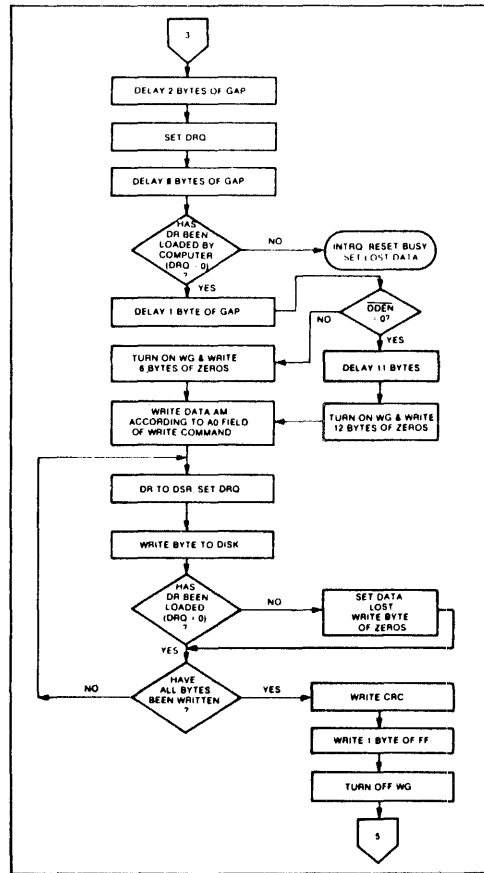 3
DELAY 2 BYTES OF GAP
SET DRQ
DELAY 8 BYTES OF GAP
HAS
DR BEEN
LOADED BY
COMPUTER
(DRQ = 0)
?
NO
INTRQ RESET BUSY
SET LOST DATA
YES
DELAY 1 BYTE OF GAP
DDEN
= 0?
NO
YES
DELAY 11 BYTES
TURN ON WG & WRITE
6 BYTES OF ZEROS
TURN ON WG & WRITE
12 BYTES OF ZEROS
WRITE DATA AM
ACCORDING TO A0 FIELD
OF WRITE COMMAND
DR TO DSR SET DRQ
WRITE BYTE TO DISK
HAS
DR BEEN
LOADED
(DRQ = 0)
?
NO
SET DATA
LOST
WRITE BYTE
OF ZEROS
YES
HAVE
ALL BYTES
BEEN WRITTEN
?
NO
YES
WRITE CRC
WRITE 1 BYTE OF FF
TURN OFF WG
5